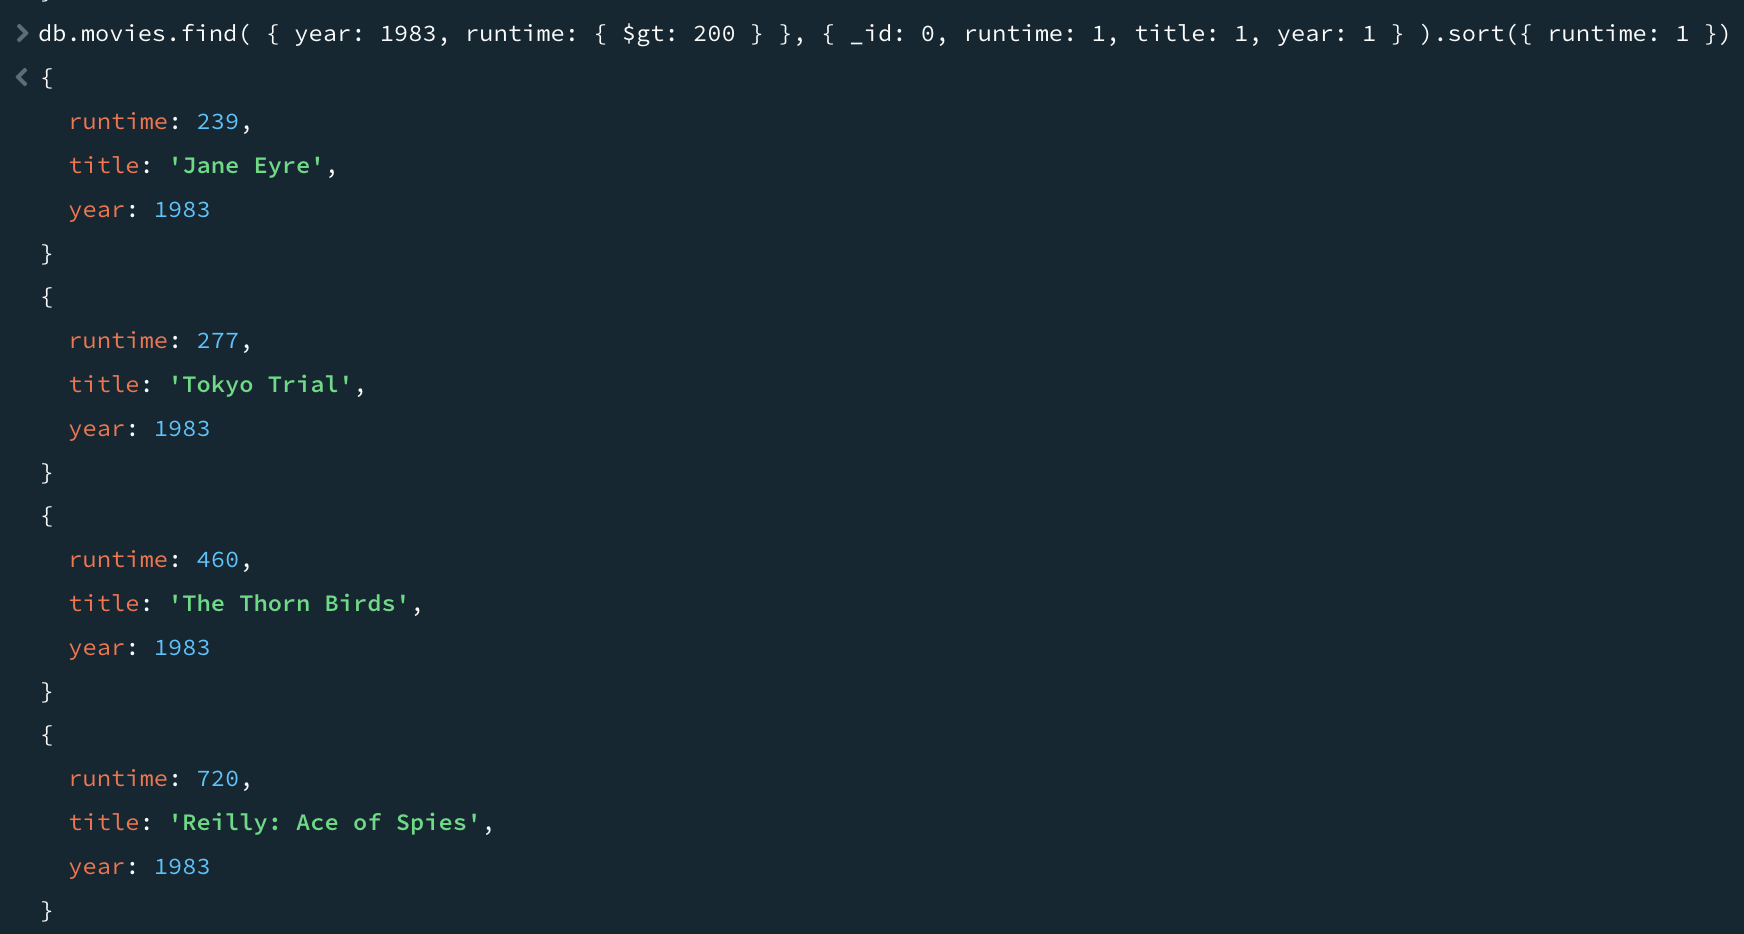 > db.movies.find( { year: 1983, runtime: { $gt: 200 } }, { _id: 0, runtime: 1, title: 1, year: 1 } ).sort({ runtime: 1 })
< {
runtime: 239,
title: 'Jane Eyre',
year: 1983
}
{
runtime: 277,
title: 'Tokyo Trial',
year: 1983
}
{
runtime: 460,
title: 'The Thorn Birds',
year: 1983
}
{
runtime: 720,
title: 'Reilly: Ace of Spies',
year: 1983
}